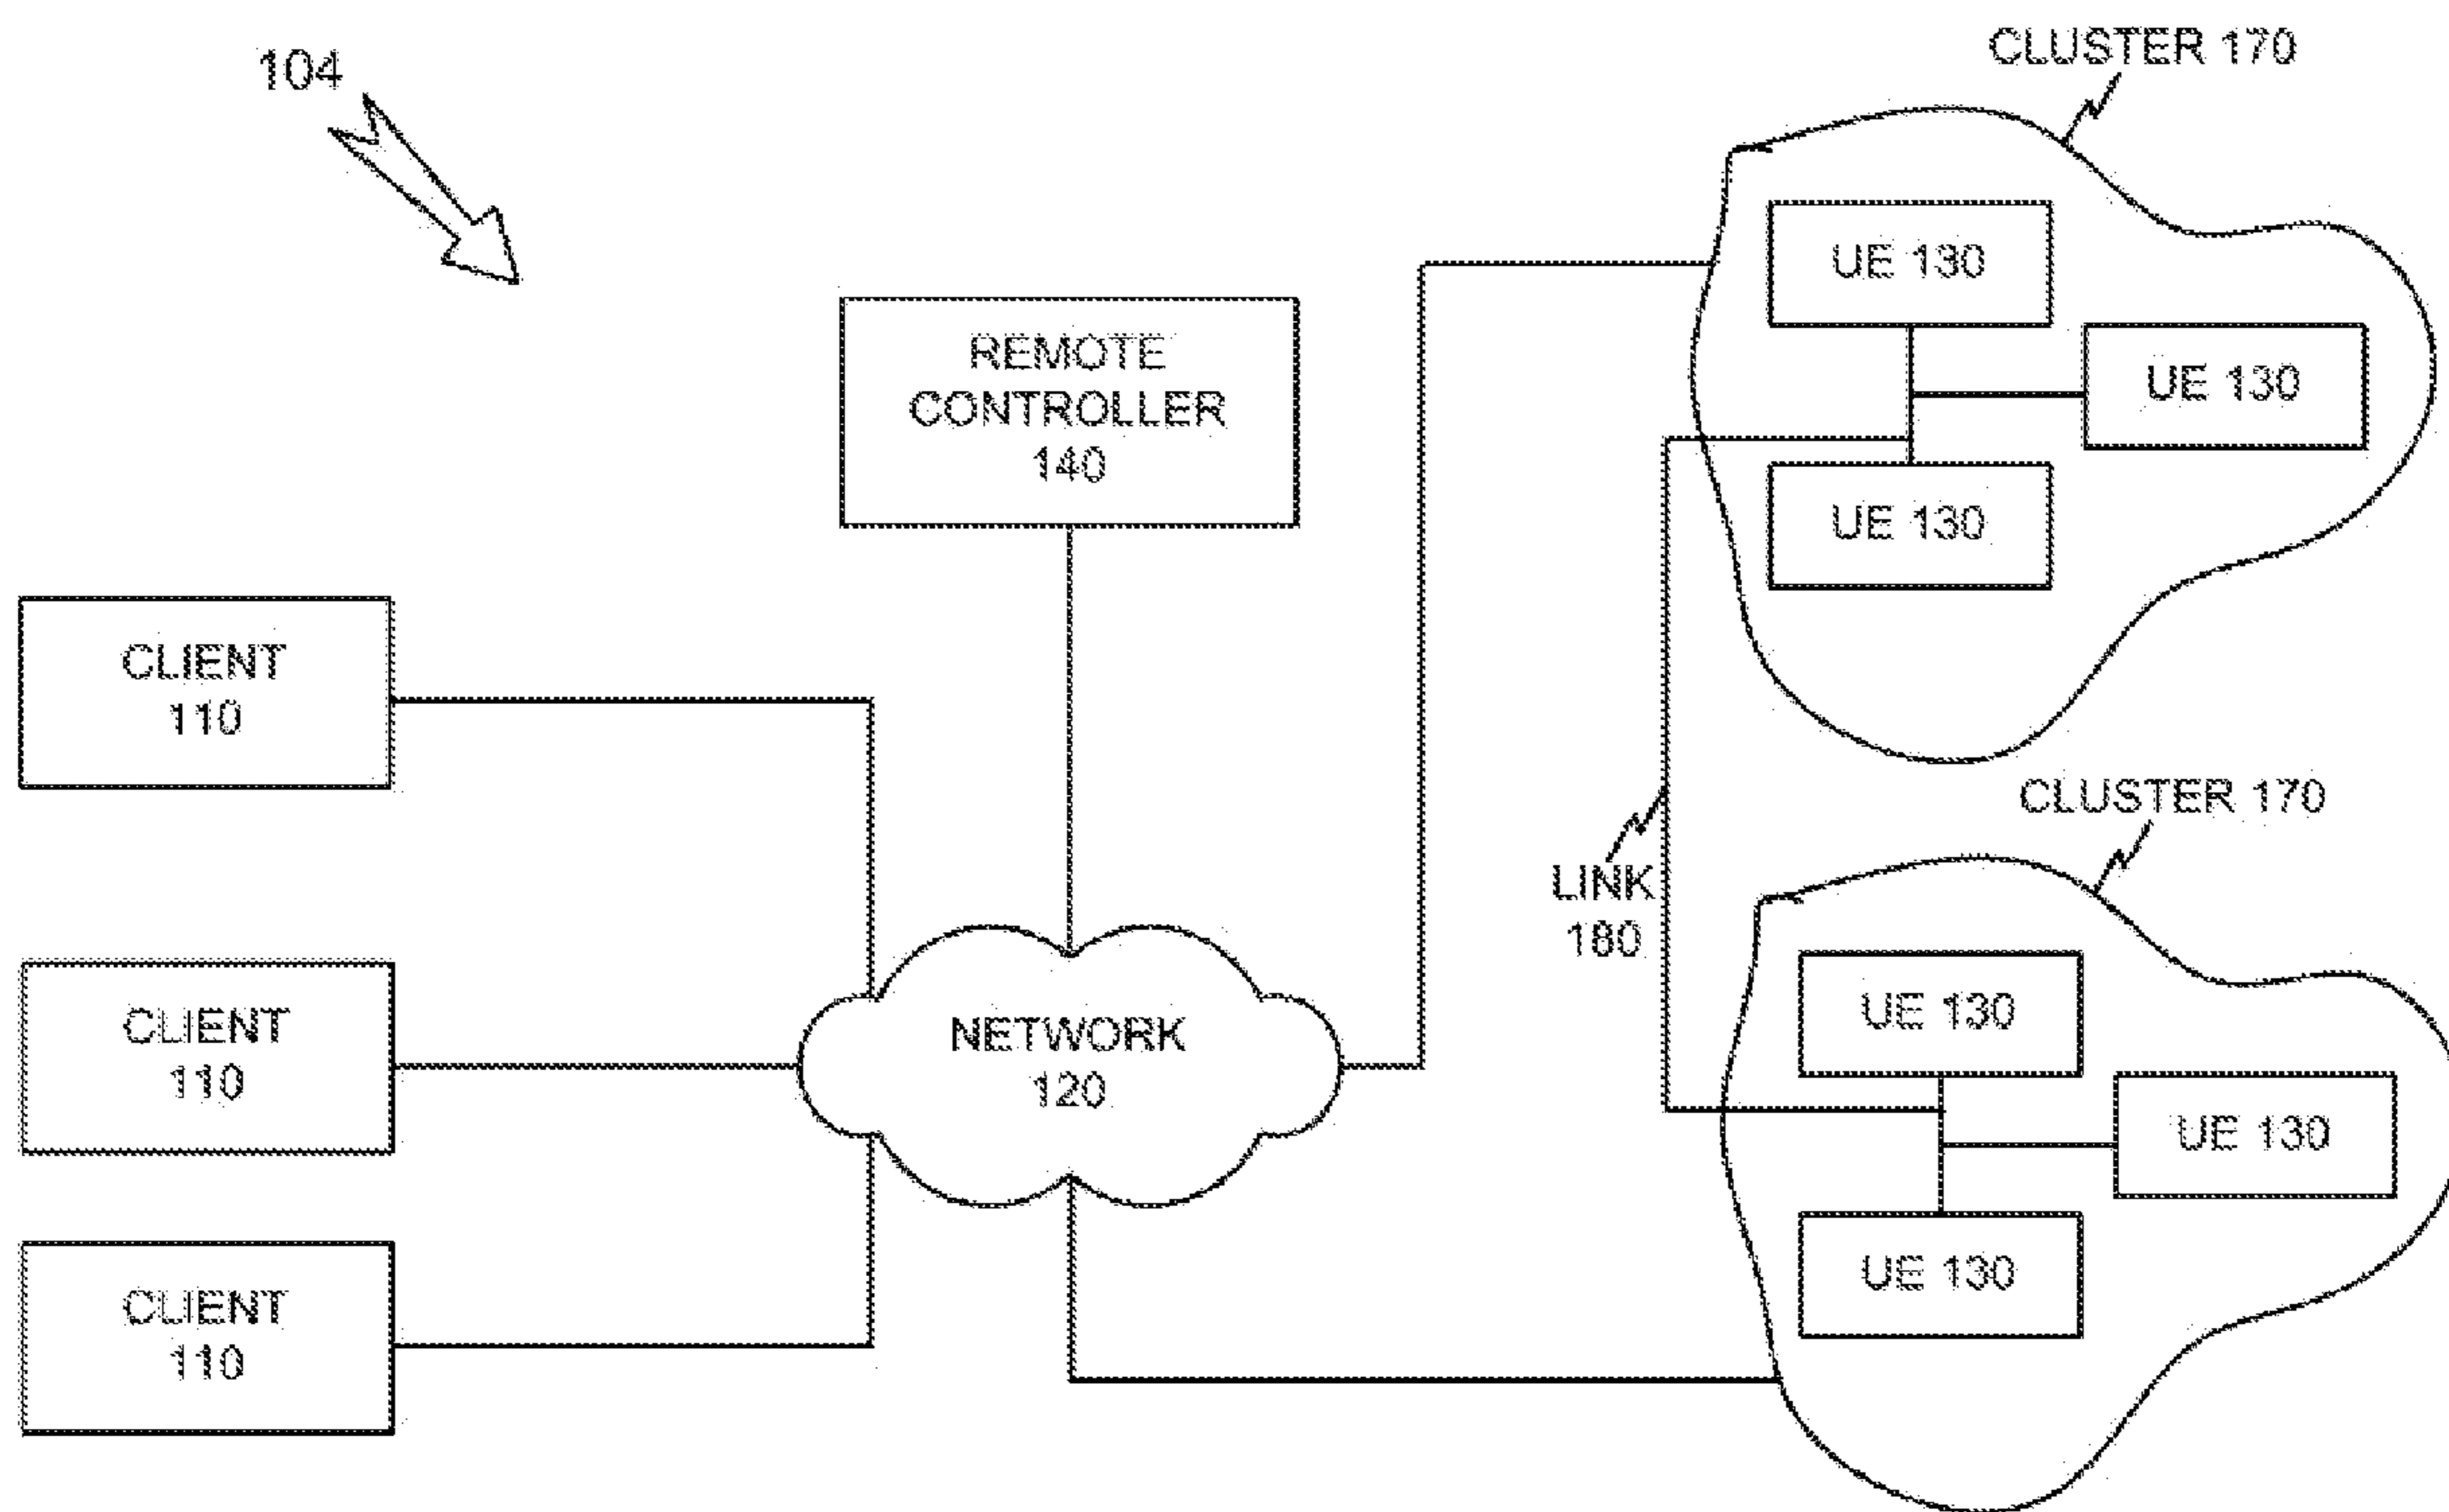 104
CLUSTER 170
UE 130
UE 130
UE 130
REMOTE
CONTROLLER
140
CLIENT
110
CLUSTER 170
LINK
180
UE 130
UE 130
UE 130
NETWORK
120
CLIENT
110
CLIENT
110